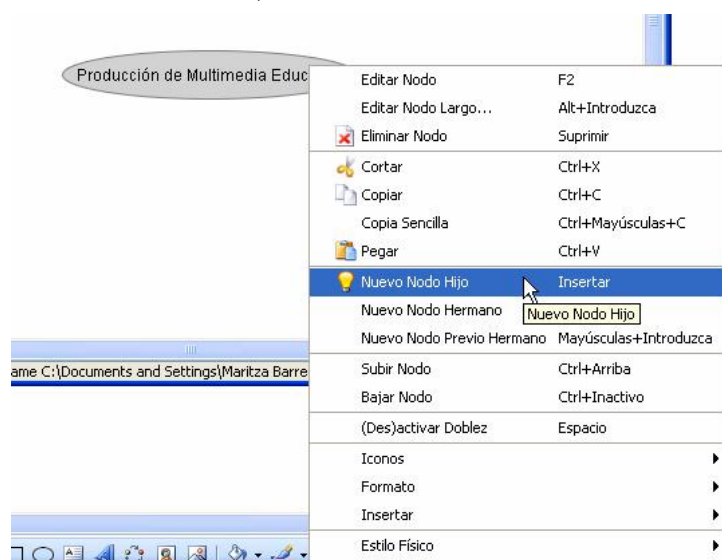 Producción de Multimedia Educ
Editar Nodo F2
Editar Nodo Largo... Alt+Introduzca
Eliminar Nodo Suprimir
Cortar Ctrl+X
Copiar Ctrl+C
Copia Sencilla Ctrl+Mayúsculas+C
Pegar Ctrl+V
Nuevo Nodo Hijo Insertar
Nuevo Nodo Hermano
Nuevo Nodo Hijo
Nuevo Nodo Previo Hermano Mayúsculas+Introduzca
ame C:\Documents and Settings\Maritza Barre
Subir Nodo Ctrl+Arriba
Bajar Nodo Ctrl+Inactivo
(Des)activar Doblez Espacio
Iconos
Formato
Insertar
Estilo Físico